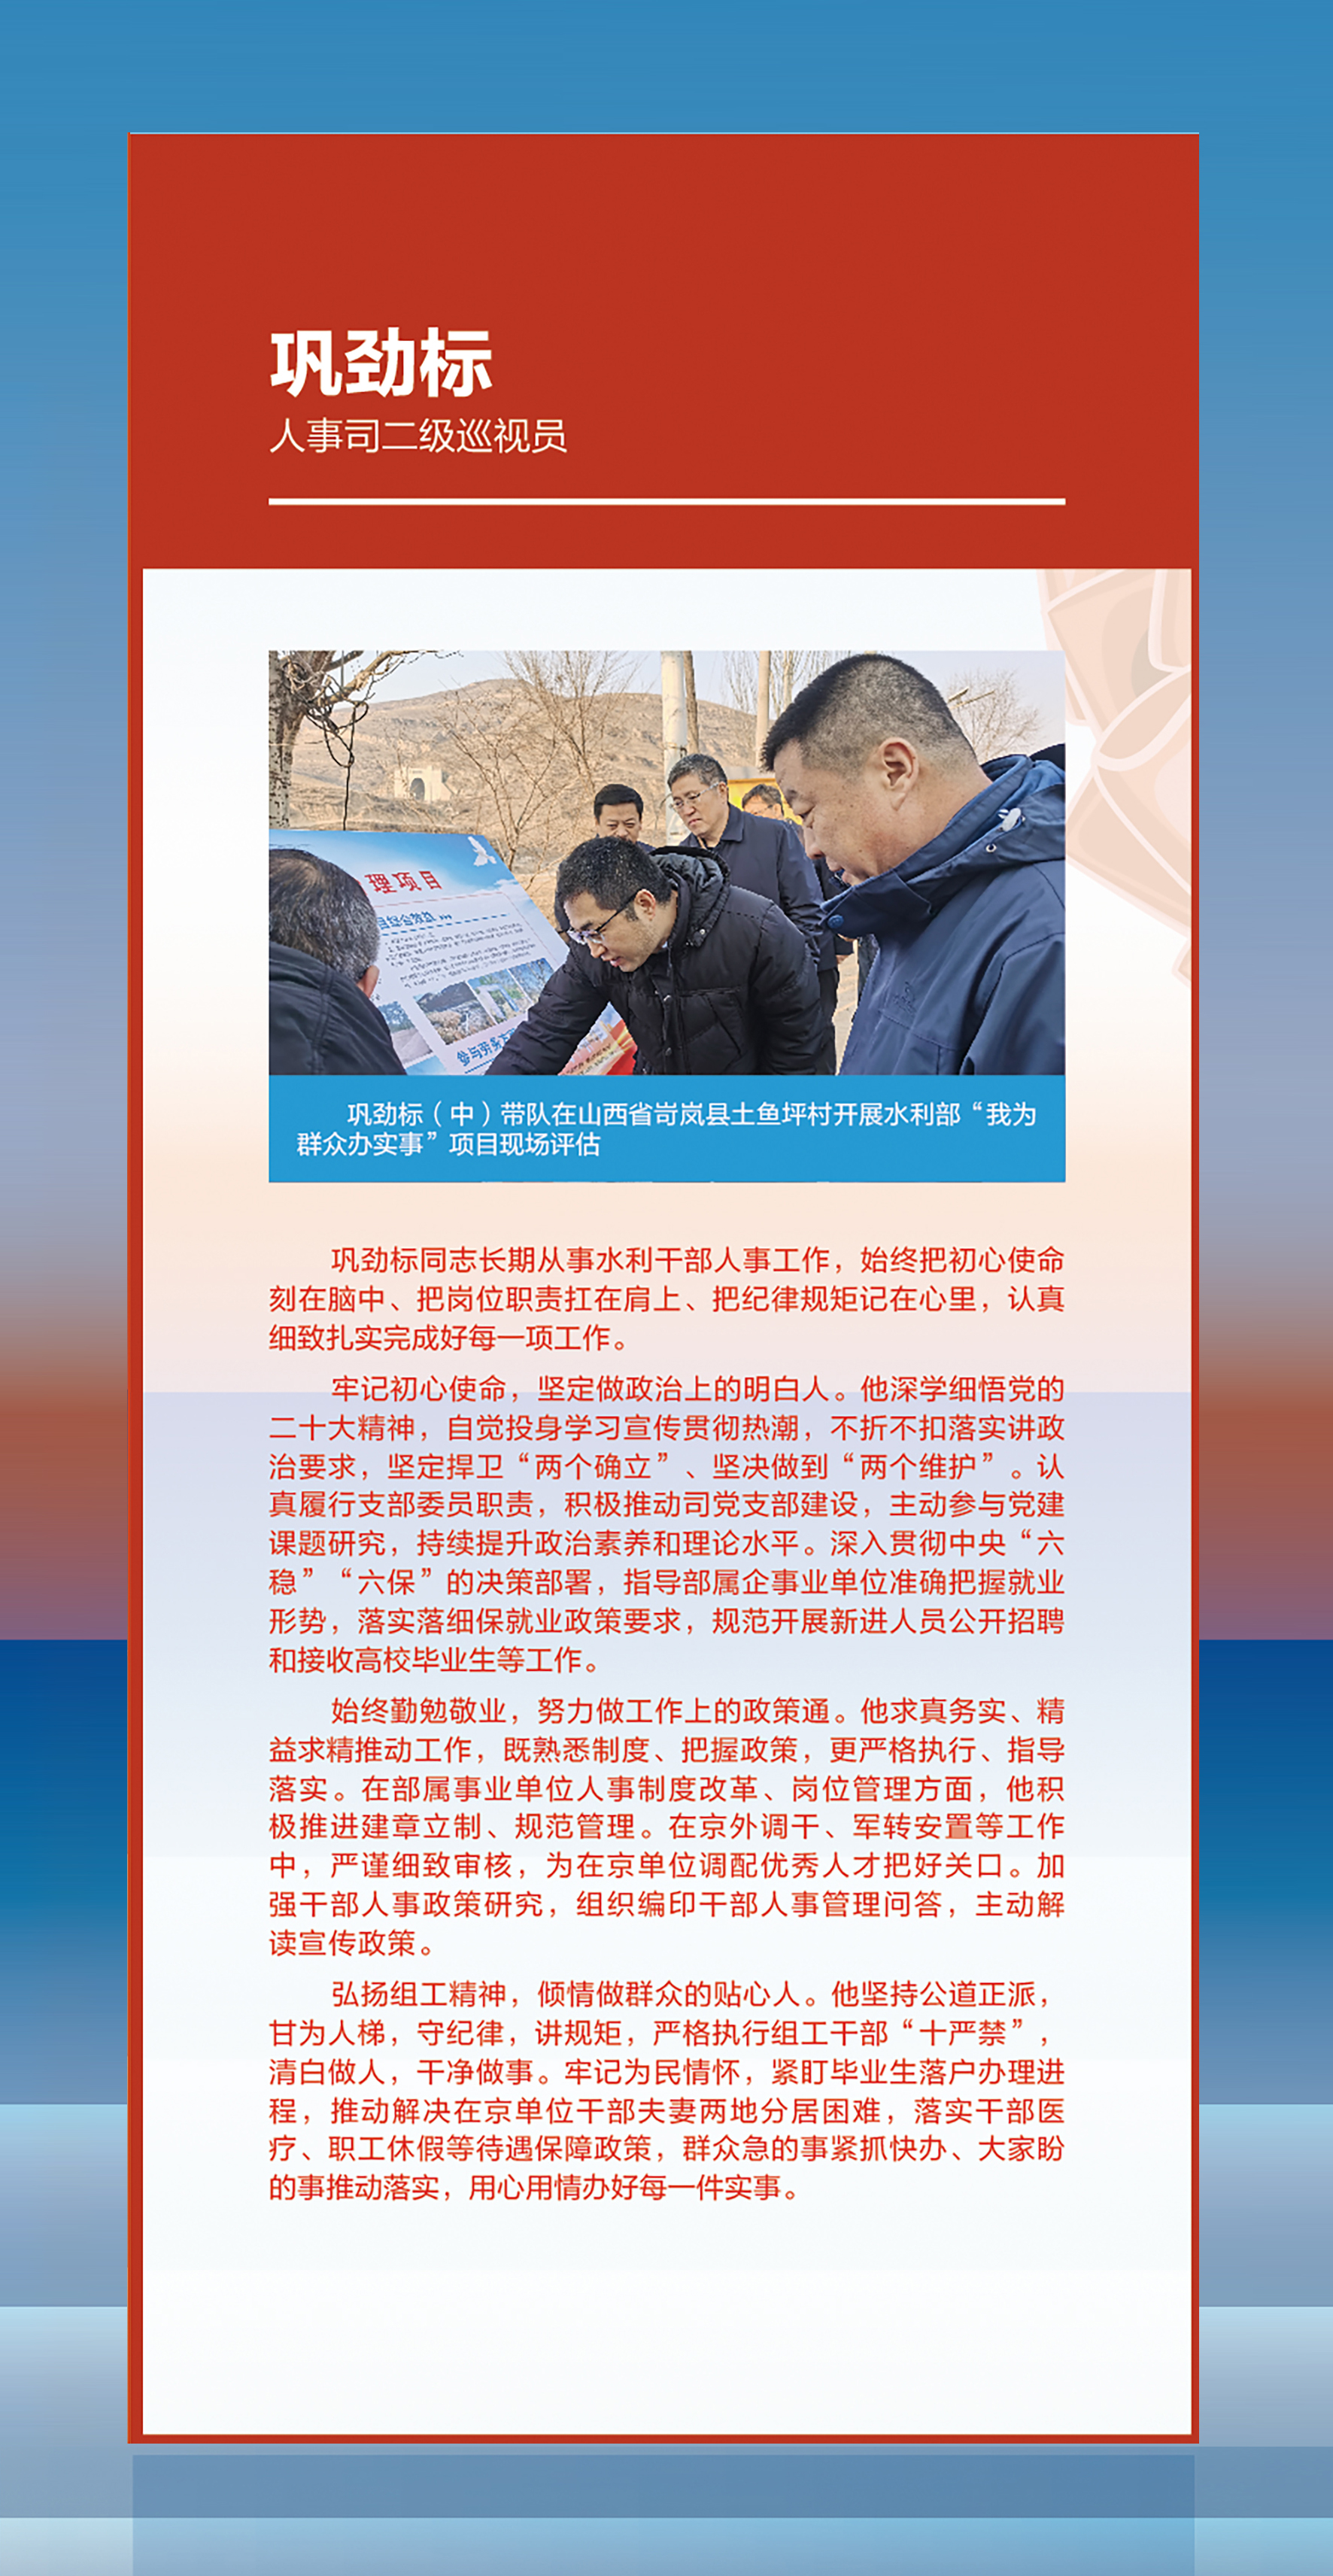 巩劲标
人事司二级巡视员
理项目
参与劳务
巩劲标（中）带队在山西省岢岚县土鱼坪村开展水利部“我为
群众办实事”项目现场评估
巩劲标同志长期从事水利干部人事工作，始终把初心使命
刻在脑中、把岗位职责扛在肩上、把纪律规矩记在心里，认真
细致扎实完成好每一项工作。
牢记初心使命，坚定做政治上的明白人。他深学细悟党的
二十大精神，自觉投身学习宣传贯彻热潮，不折不扣落实讲政
治要求，坚定捍卫“两个确立”、坚决做到“两个维护”。认
真履行支部委员职责，积极推动司党支部建设，主动参与党建
课题研究，持续提升政治素养和理论水平。深入贯彻中央“六
稳”“六保”的决策部署，指导部属企事业单位准确把握就业
形势，落实落细保就业政策要求，规范开展新进人员公开招聘
和接收高校毕业生等工作。
始终勤勉敬业，努力做工作上的政策通。他求真务实、精
益求精推动工作，既熟悉制度、把握政策，更严格执行、指导
落实。在部属事业单位人事制度改革、岗位管理方面，他积
极推进建章立制、规范管理。在京外调干、军转安置等工作
中，严谨细致审核，为在京单位调配优秀人才把好关口。加
强干部人事政策研究，组织编印干部人事管理问答，主动解
读宣传政策。
弘扬组工精神，倾情做群众的贴心人。他坚持公道正派，
甘为人梯，守纪律，讲规矩，严格执行组工干部“十严禁”，
清白做人，干净做事。牢记为民情怀，紧盯毕业生落户办理进
程，推动解决在京单位干部夫妻两地分居困难，落实干部医
疗、职工休假等待遇保障政策，群众急的事紧抓快办、大家盼
的事推动落实，用心用情办好每一件实事。